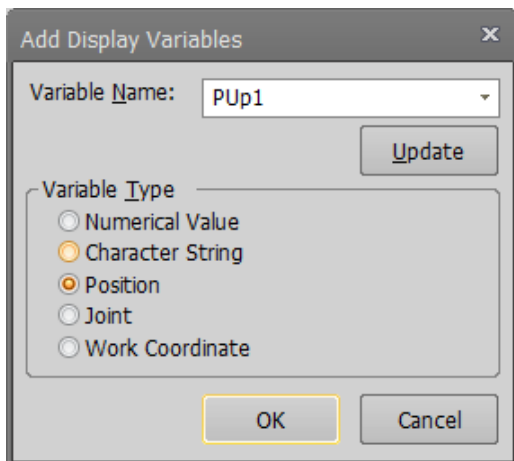 Add Display Variables
Variable Name: PUp1
Update
Variable Type
Numerical Value
Character String
Position
Joint
Work Coordinate
OK Cancel